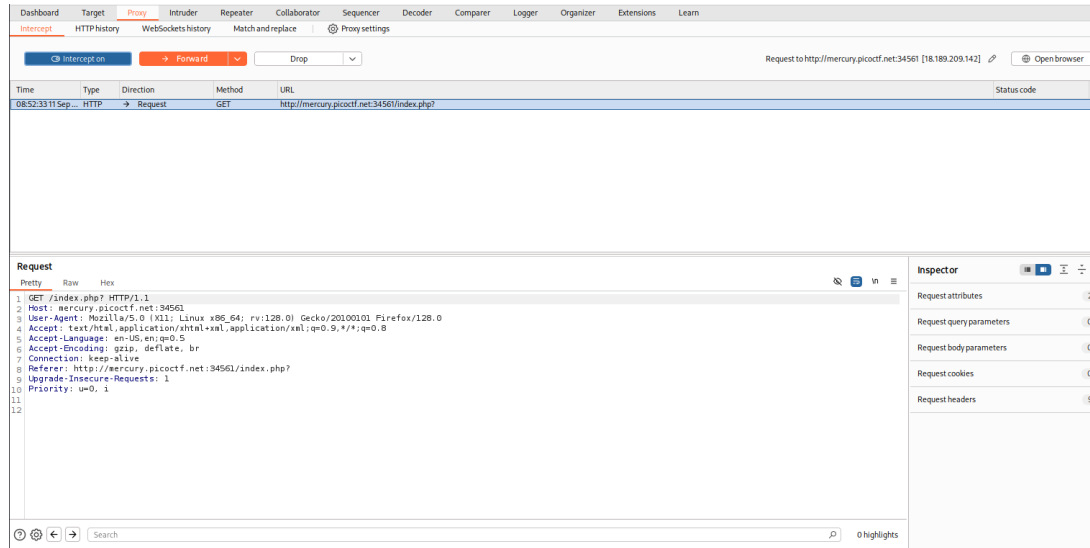 Dashboard Target Proxy Intruder Repeater Collaborator Sequencer Decoder Comparer Logger Organizer Extensions Learn
Intercept HTTP history WebSockets history Match and replace Proxy settings
Intercept on → Forward Drop Request to http://mercury.picoctf.net:34561 [18.189.209.142] Open browser
Time Type Direction Method URL Status code
08:52:33 11 Sep... HTTP → Request GET http://mercury.picoctf.net:34561/index.php?
Request
Pretty Raw Hex \n
1 GET /index.php? HTTP/1.1
2 Host: mercury.picoctf.net:34561
3 User-Agent: Mozilla/5.0 (X11; Linux x86_64; rv:128.0) Gecko/20100101 Firefox/128.0
4 Accept: text/html,application/xhtml+xml,application/xml;q=0.9,*/*;q=0.8
5 Accept-Language: en-US,en;q=0.5
6 Accept-Encoding: gzip, deflate, br
7 Connection: keep-alive
8 Referer: http://mercury.picoctf.net:34561/index.php?
9 Upgrade-Insecure-Requests: 1
10 Priority: u=0, i
11
12
Inspector
Request attributes
Request query parameters
Request body parameters
Request cookies
Request headers
Search 0 highlights